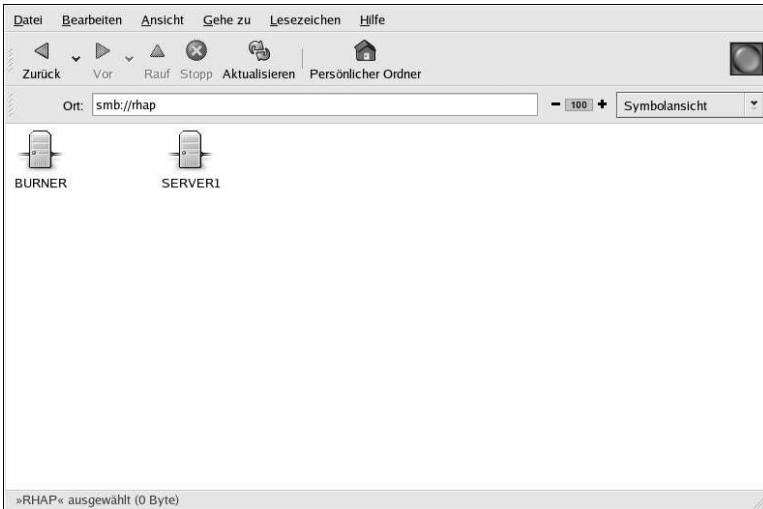 Datei Bearbeiten Ansicht Gehe zu Lesezeichen Hilfe
Zurück Vor Rauf Stopp Aktualisieren Persönlicher Ordner
Ort: smb://rhap 100 Symbolansicht
BURNER SERVER1
»RHAP« ausgewählt (0 Byte)